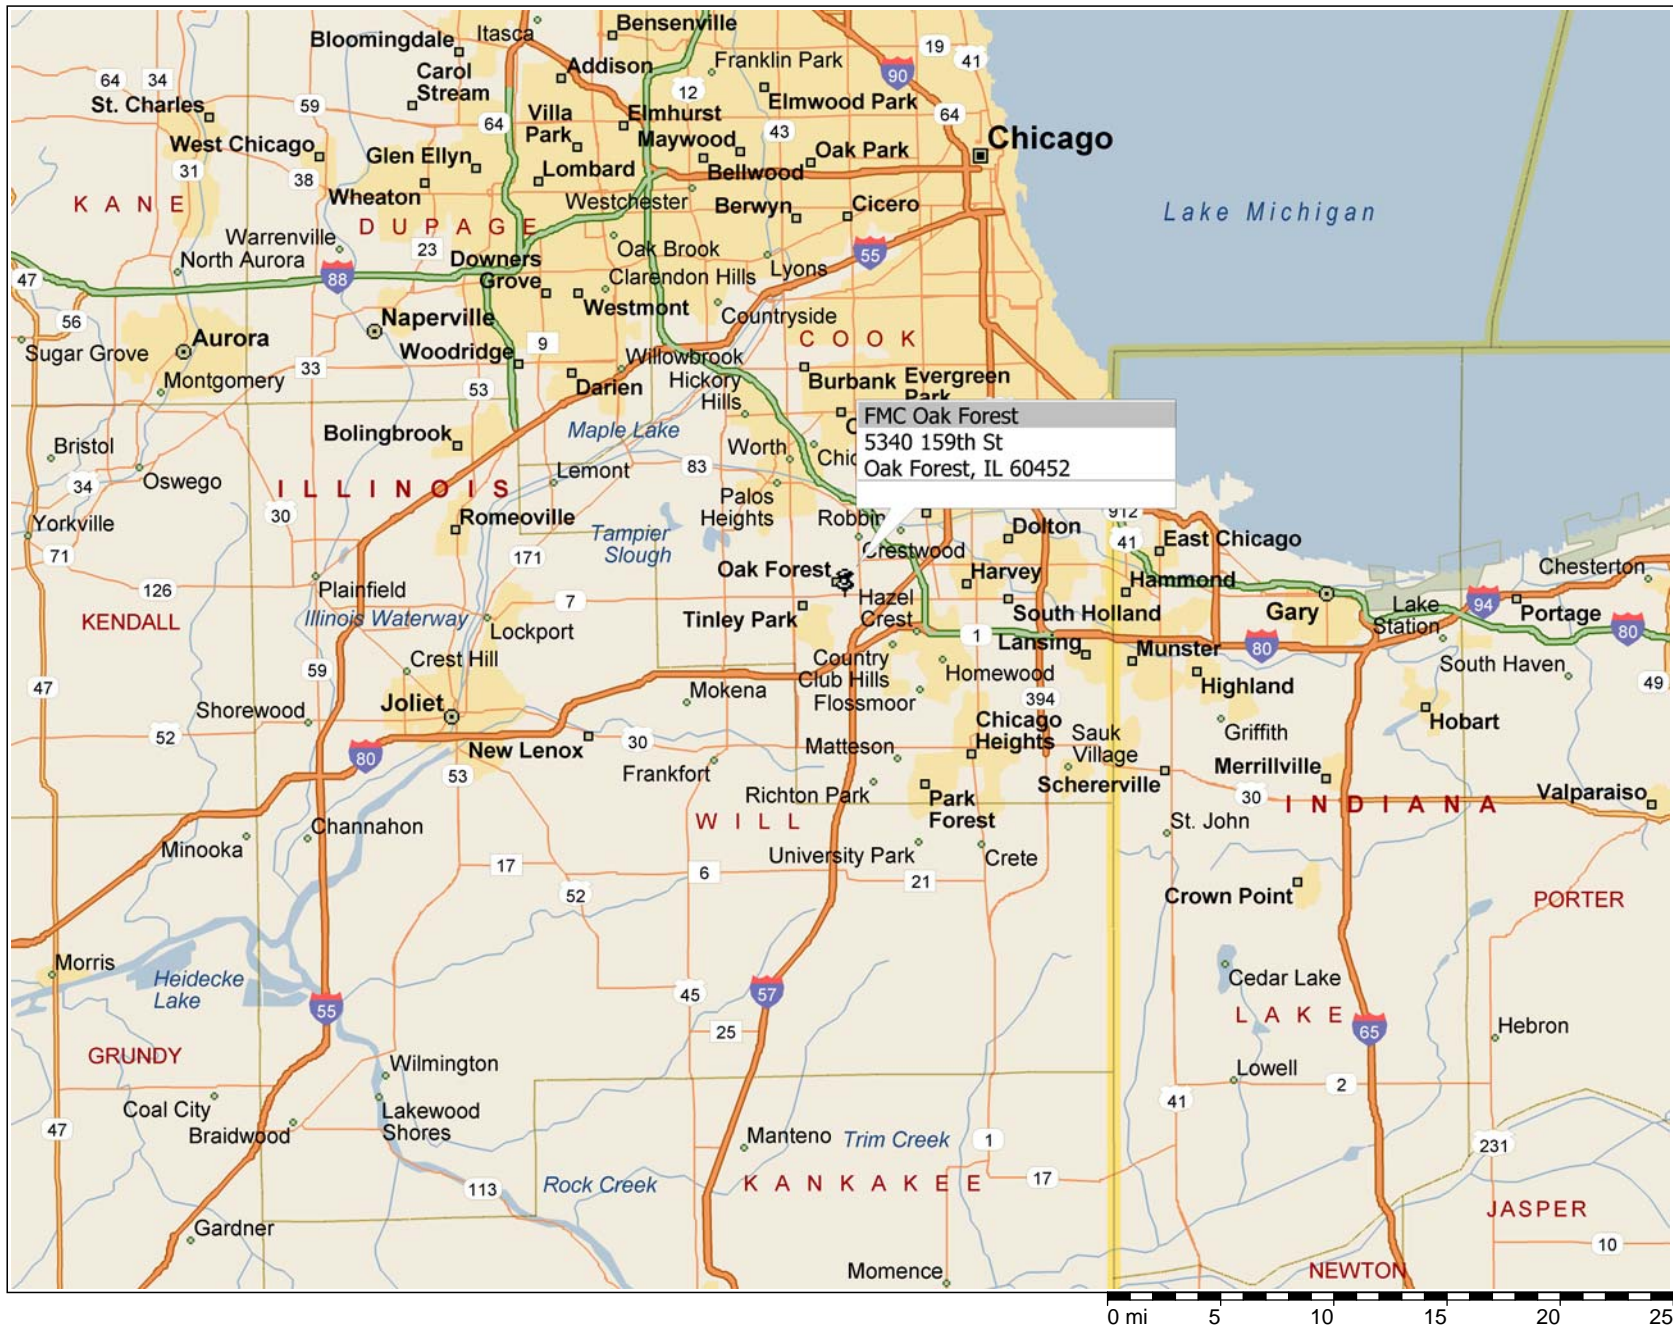 Bensenville
Itasca
Bloomingdale
Franklin Park
19
41
90
Addison
Carol
Stream
64
34
12
Elmwood Park
St. Charles
59
Villa
Park
Elmhurst
64
64
43
Maywood
Chicago
West Chicago
Glen Ellyn
Oak Park
31
38
Lombard
Bellwood
Wheaton
Westchester
Berwyn
Cicero
KANE
DUPAGE
Lake Michigan
Warrenville
23
Oak Brook
North Aurora
Downers
Grove
Lyons
55
47
88
Clarendon Hills
Westmont
Countryside
56
Naperville
Aurora
COOK
Sugar Grove
Woodridge
9
Willowbrook
33
Hickory
Hills
Burbank
Evergreen
Park
Montgomery
53
Darien
FMC Oak Forest
5340 159th St
Oak Forest, IL 60452
Bolingbrook
Maple Lake
Bristol
Worth
Chic
34
Oswego
Lemont
83
ILLINOIS
Palos
Heights
30
Romeoville
Robbin
912
Yorkville
Tampier
Slough
Dolton
41
East Chicago
71
171
Crestwood
Oak Forest
Harvey
Chesterton
126
Plainfield
Hammond
Hazel
Crest
7
Illinois Waterway
Tinley Park
South Holland
Gary
Lake
Station
94
Portage
KENDALL
Lockport
1
Lansing
80
80
Munster
59
Crest Hill
Country
Club Hills
Homewood
South Haven
47
Mokena
Flossmoor
394
Highland
49
Joliet
Shorewood
Chicago
Heights
Hobart
52
New Lenox
30
Matteson
Sauk
Village
Griffith
80
53
Frankfort
Schererville
Merrillville
Richton Park
Park
Forest
30
INDIANA
Valparaiso
WILL
St. John
Channahon
Minooka
University Park
Crete
17
6
21
52
Crown Point
PORTER
Morris
Heidecke
Lake
Cedar Lake
45
57
55
LAKE
25
65
Hebron
GRUNDY
Wilmington
Lowell
2
Coal City
Lakewood
Shores
41
47
Braidwood
Manteno
Trim Creek
1
231
113
Rock Creek
KANKAKEE
17
JASPER
Gardner
10
Momence
NEWTON
0 mi
5
10
15
20
25